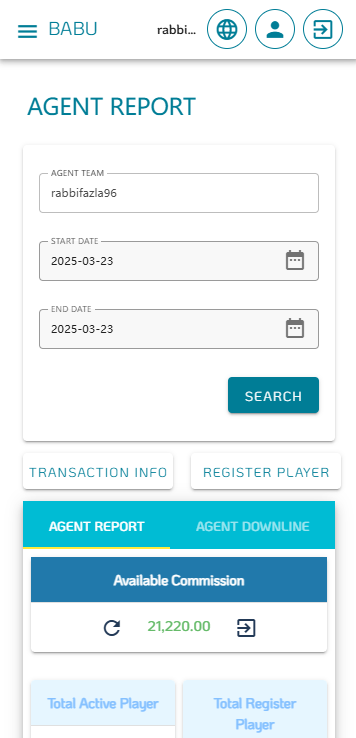 BABU
rabbi...
AGENT REPORT
AGENT TEAM
rabbifazla96
START DATE
2025-03-23
END DATE
2025-03-23
SEARCH
TRANSACTION INFO
REGISTER PLAYER
AGENT REPORT
AGENT DOWNLINE
Available Commission
21,220.00
Total Active Player
Total Register
Player